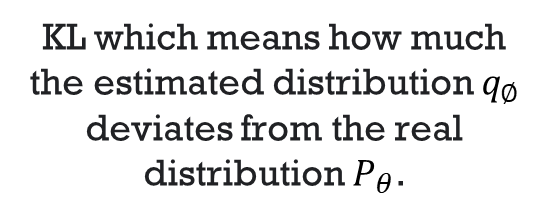 KL which means how much
the estimated distribution q∅
deviates from the real
distribution Pθ.